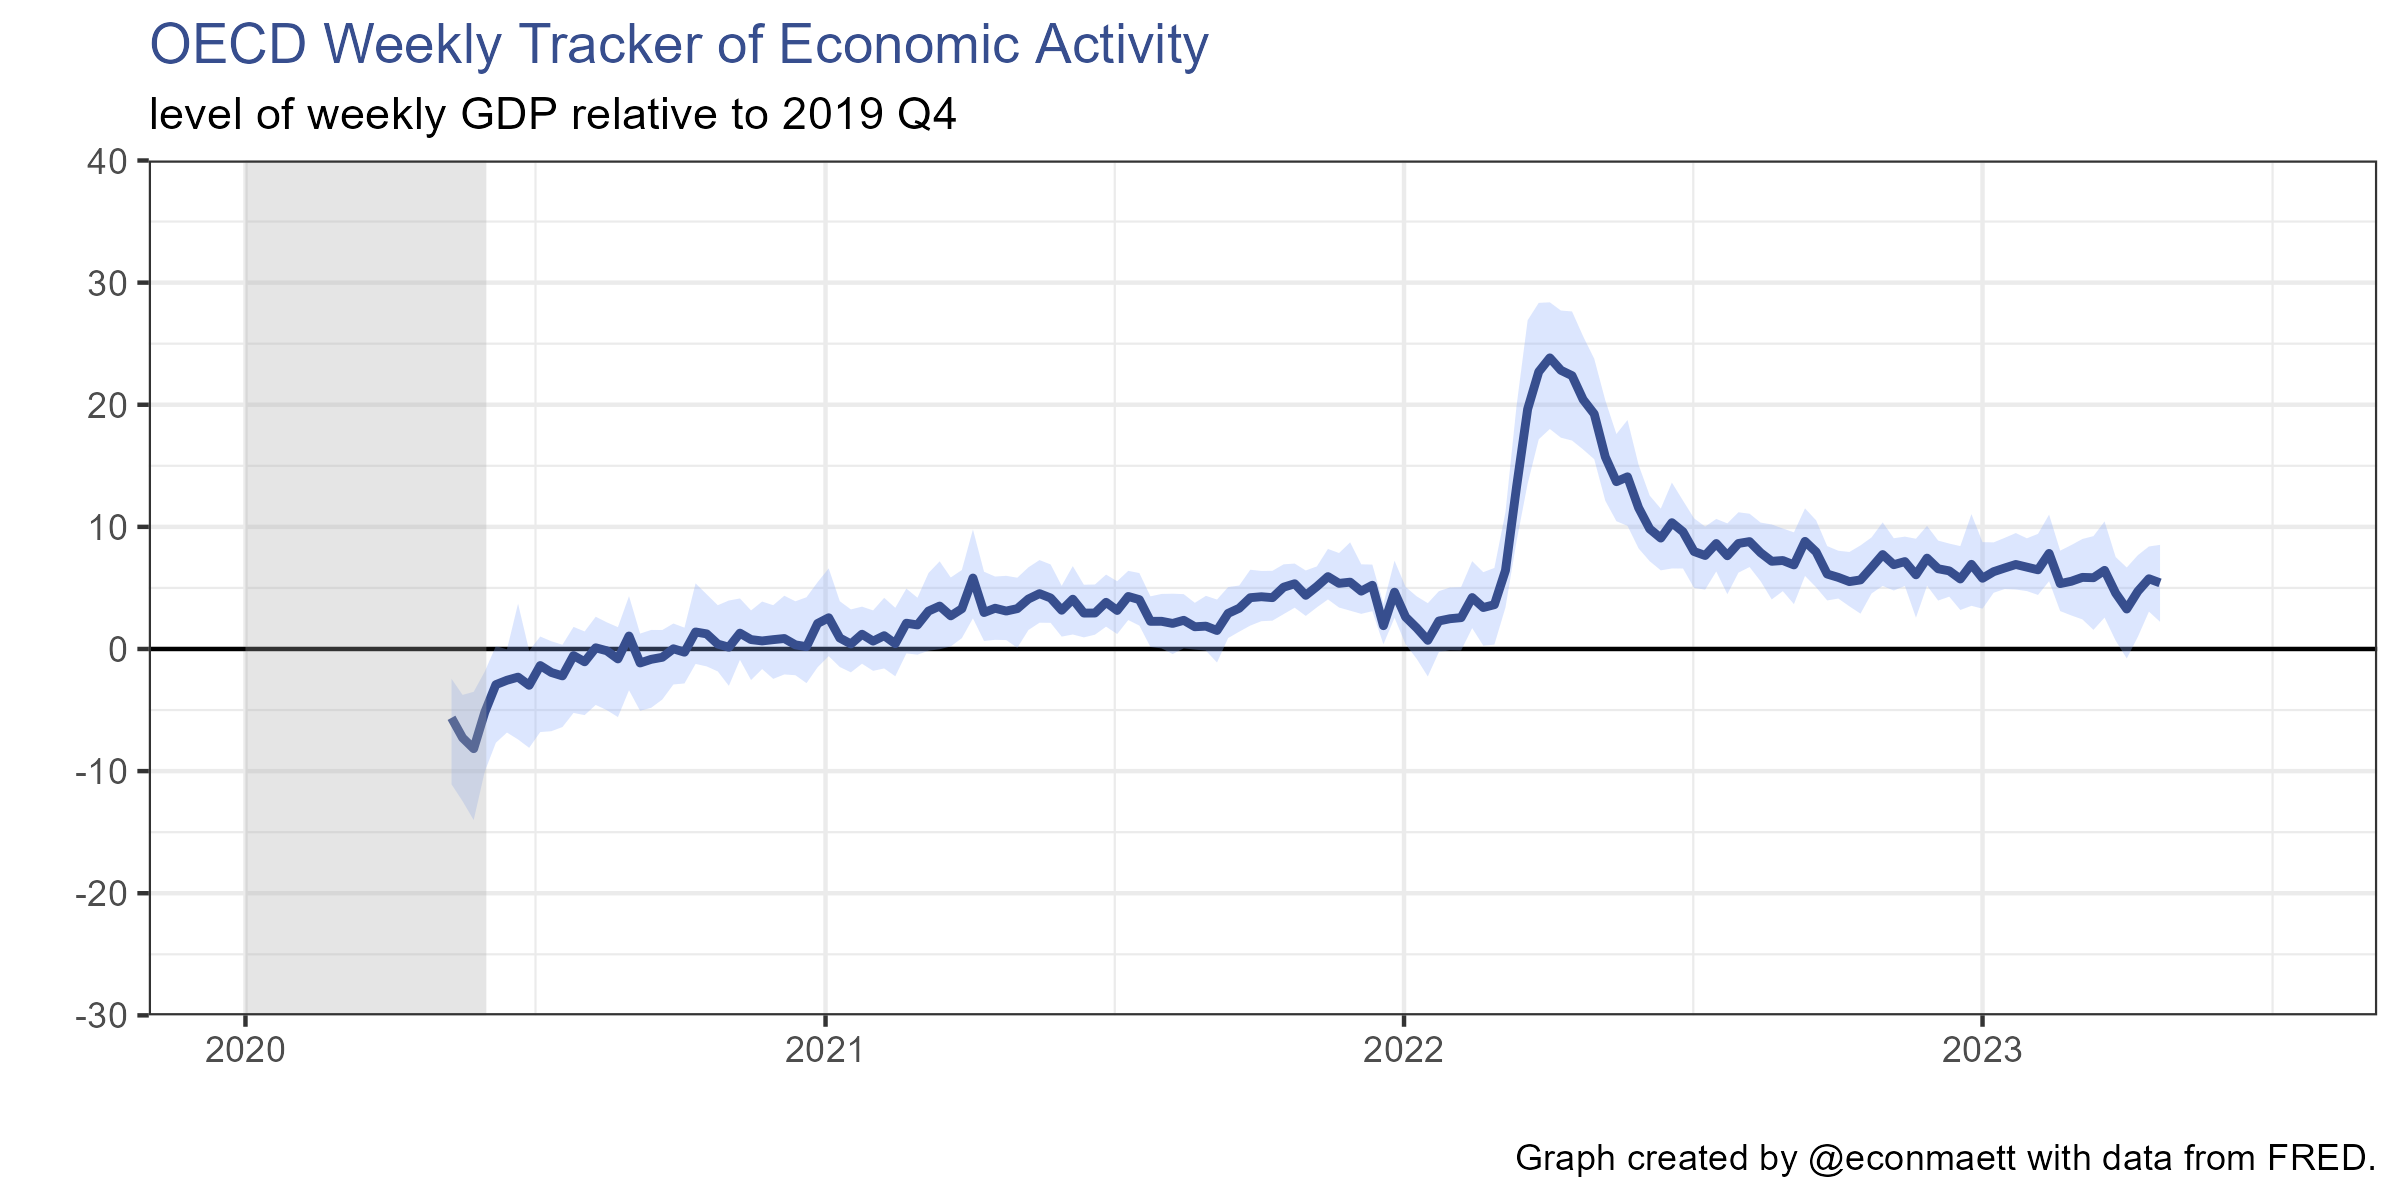 OECD Weekly Tracker of Economic Activity
level of weekly GDP relative to 2019 Q4
40
30
20
10
0
-10
-20
-30
2020 2021 2022 2023
Graph created by @econmaett with data from FRED.